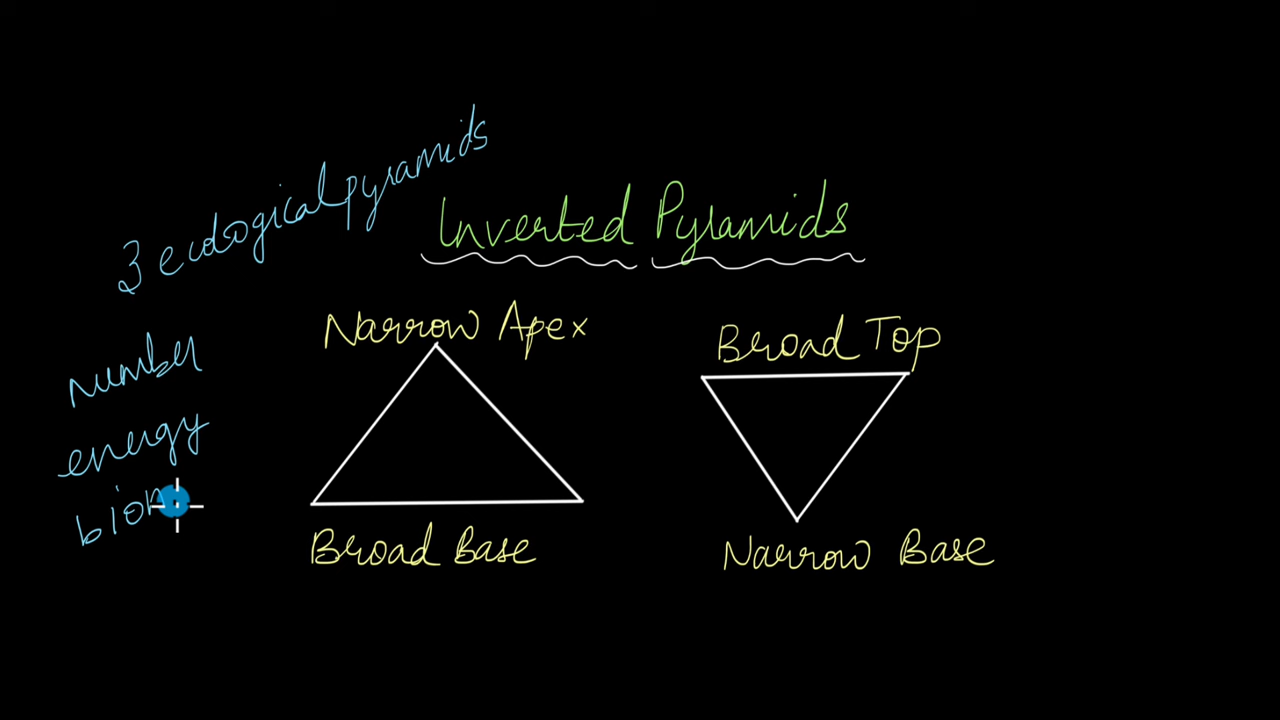 3 ecological pyramids
Inverted Pyramids
Narrow Apex
Broad Top
number
energy
Broad Base
Narrow Base